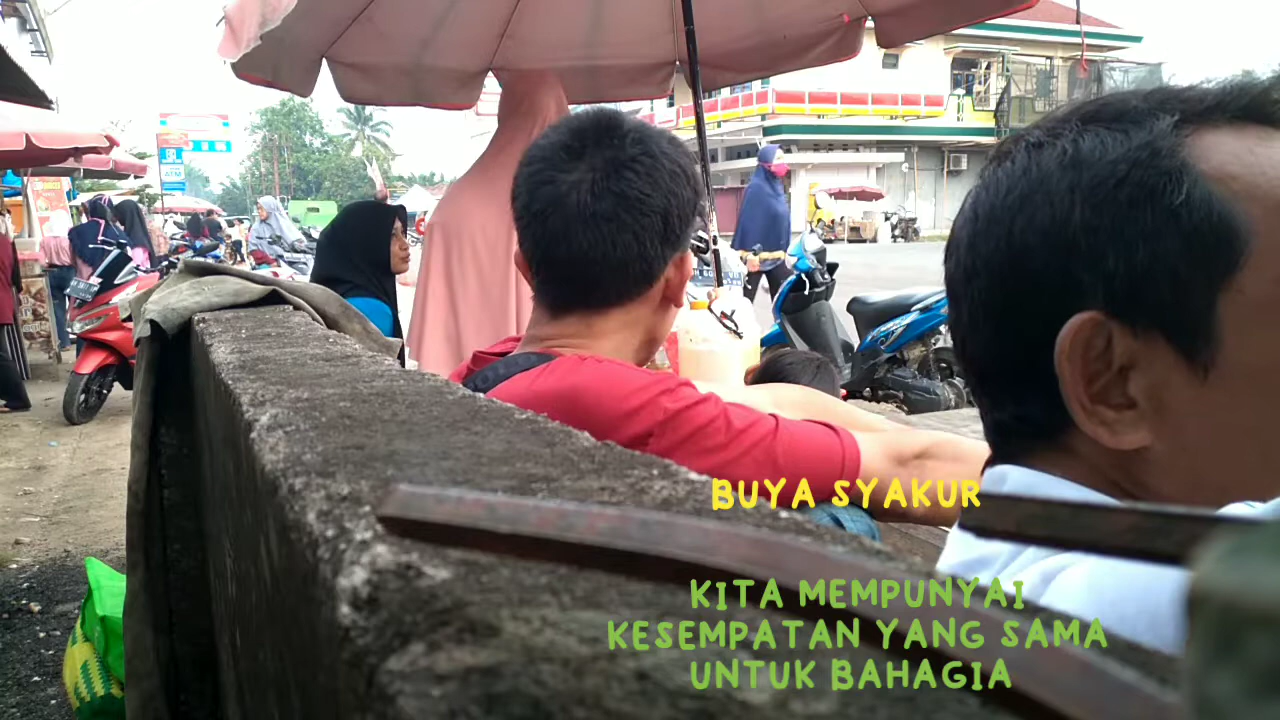 ATM
BUYA SYAKUR
KITA MEMPUNYAI
KESEMPATAN YANG SAMA
UNTUK BAHAGIA